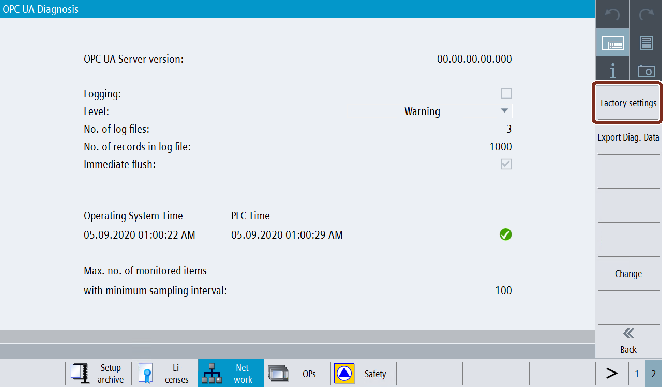 OPC UA Diagnosis
OPC UA Server version: 00.00.00.00.000
Logging:
Level: Warning
No. of log files: 3
No. of records in log file: 1000
Immediate flush:
Operating System Time PLC Time
05.09.2020 01:00:22 AM 05.09.2020 01:00:29 AM
Max. no. of monitored items
with minimum sampling interval: 100
Factory settings
Export Diag. Data
Change
Back
Setup
archive
Li
censes
Net
work
OPs
Safety
1
2